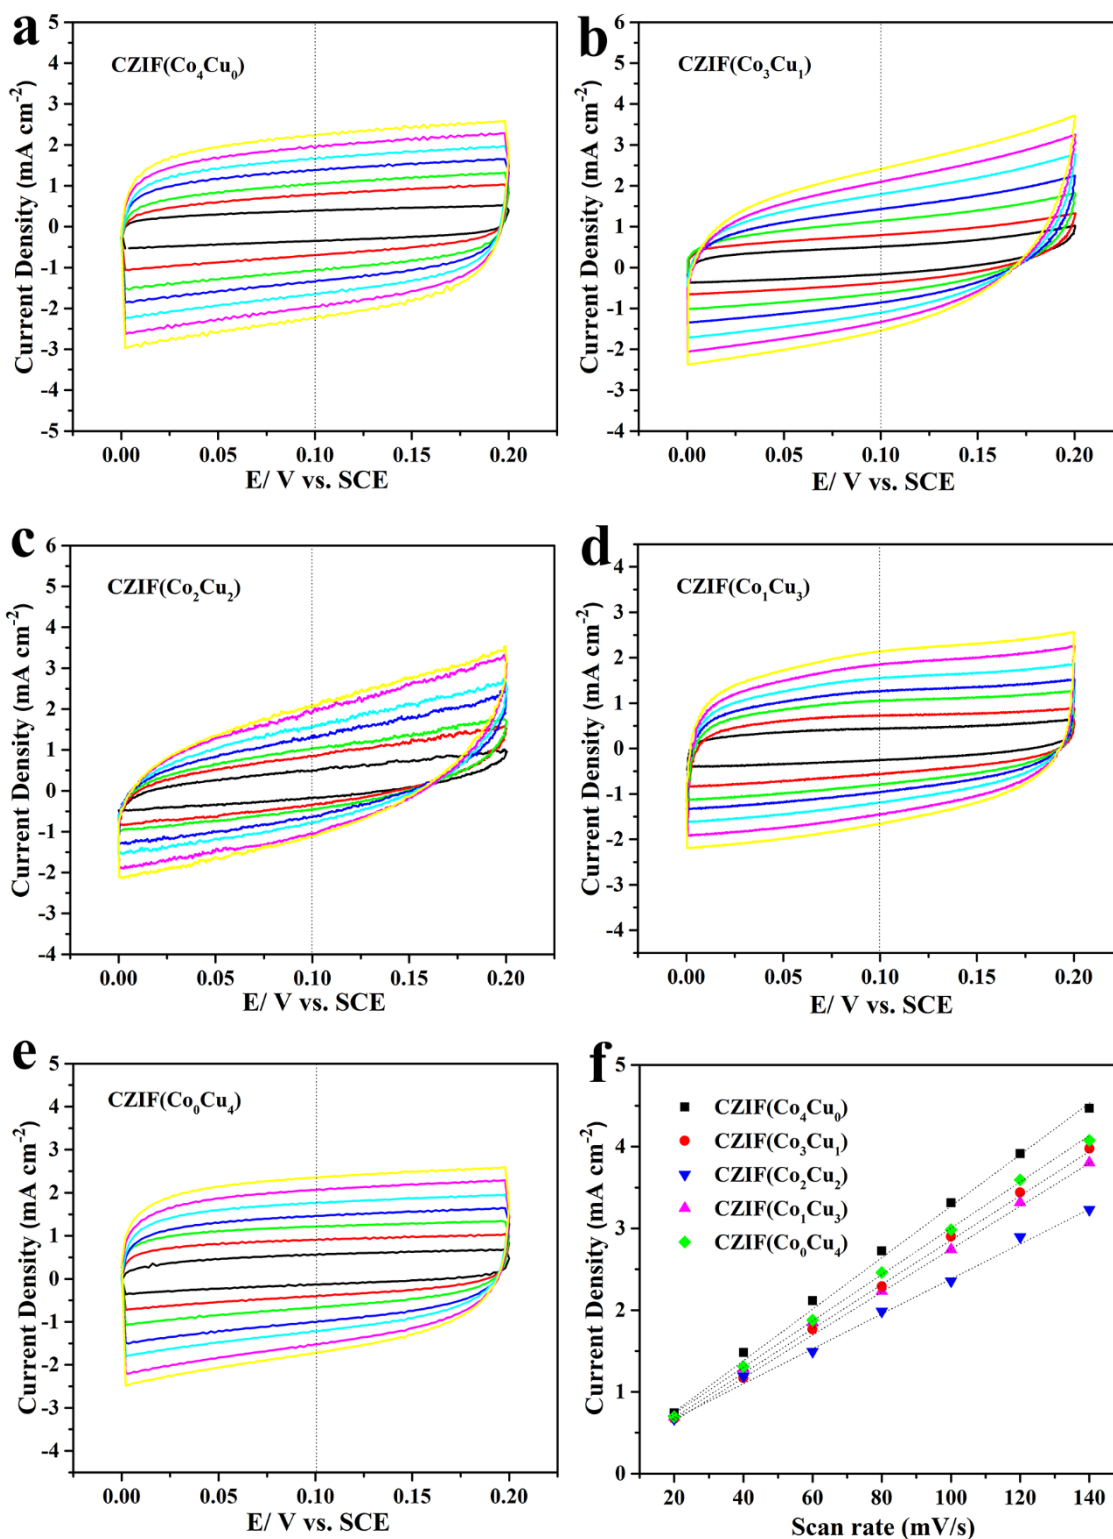 a
CZIF(Co₄Cu₀)
5
4
3
2
1
0
-1
-2
-3
-4
-5
Current Density (mA cm⁻²)
0.00 0.05 0.10 0.15 0.20
E/ V vs. SCE
b
CZIF(Co₃Cu₁)
6
5
4
3
2
1
0
-1
-2
-3
-4
Current Density (mA cm⁻²)
0.00 0.05 0.10 0.15 0.20
E/ V vs. SCE
c
CZIF(Co₂Cu₂)
6
5
4
3
2
1
0
-1
-2
-3
-4
Current Density (mA cm⁻²)
0.00 0.05 0.10 0.15 0.20
E/ V vs. SCE
d
CZIF(Co₁Cu₃)
4
3
2
1
0
-1
-2
-3
-4
Current Density (mA cm⁻²)
0.00 0.05 0.10 0.15 0.20
E/ V vs. SCE
e
CZIF(Co₀Cu₄)
5
4
3
2
1
0
-1
-2
-3
-4
Current Density (mA cm⁻²)
0.00 0.05 0.10 0.15 0.20
E/ V vs. SCE
f
CZIF(Co₄Cu₀)
CZIF(Co₃Cu₁)
CZIF(Co₂Cu₂)
CZIF(Co₁Cu₃)
CZIF(Co₀Cu₄)
5
4
3
2
1
0
Current Density (mA cm⁻²)
20 40 60 80 100 120 140
Scan rate (mV/s)